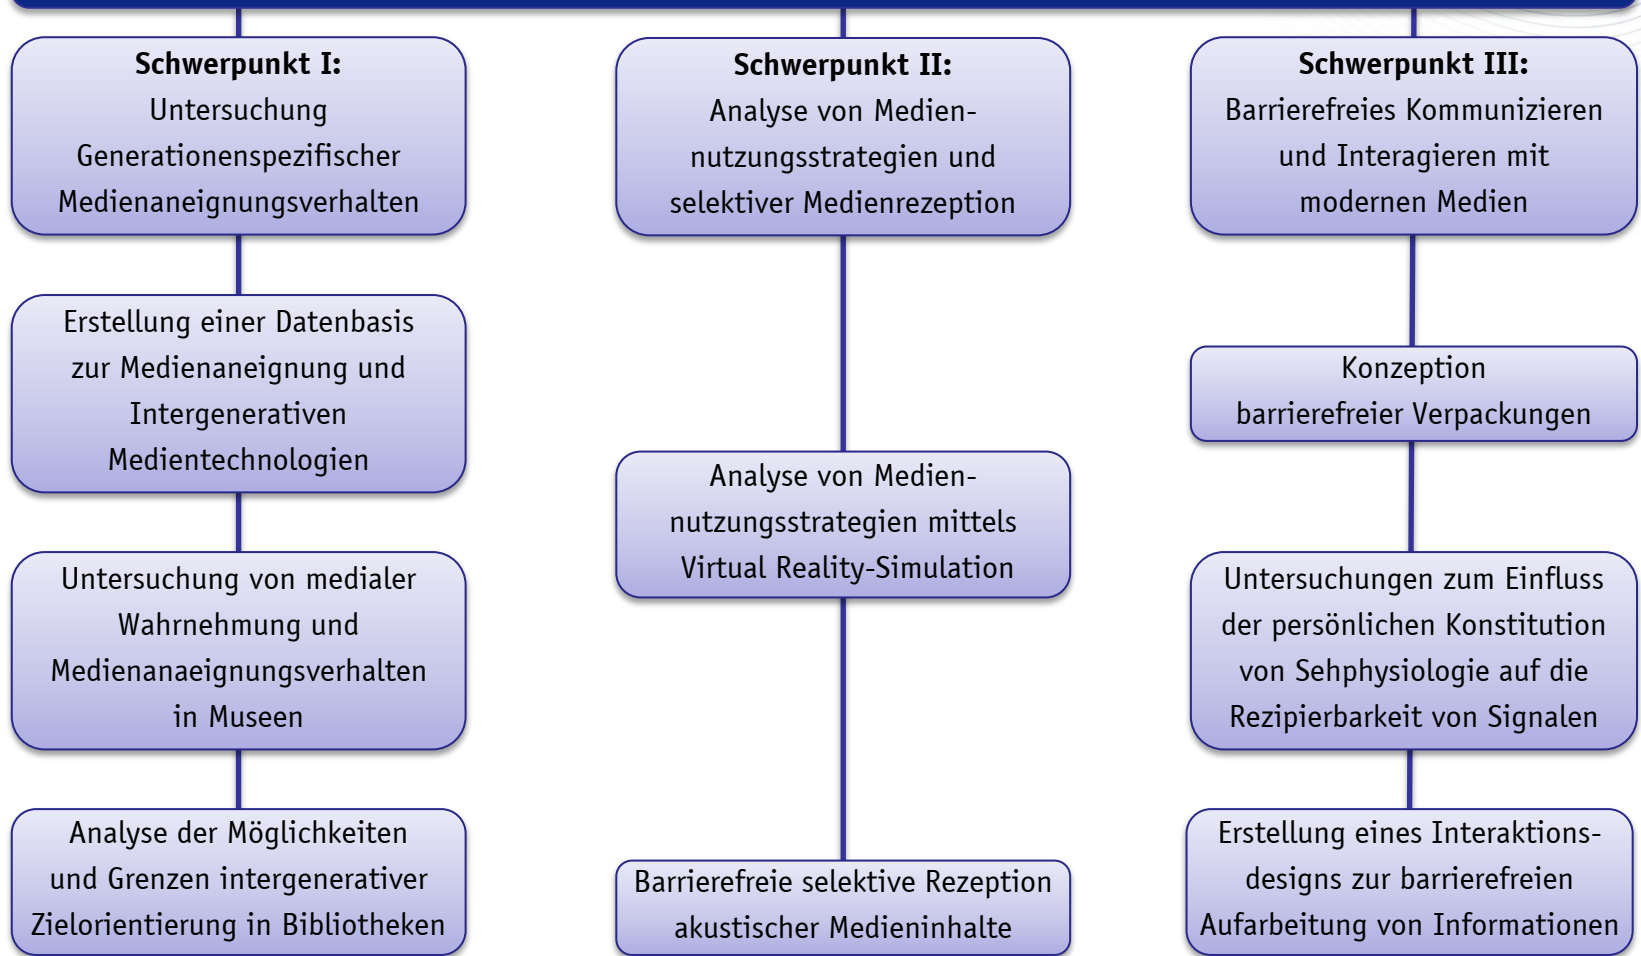 Schwerpunkt I:
Untersuchung
Generationenspezifischer
Medienaneignungsverhalten
Erstellung einer Datenbasis
zur Medienaneignung und
Intergenerativen
Medientechnologien
Untersuchung von medialer
Wahrnehmung und
Medienanaeignungsverhalten
in Museen
Analyse der Möglichkeiten
und Grenzen intergenerativer
Zielorientierung in Bibliotheken
Schwerpunkt II:
Analyse von Medien-
nutzungsstrategien und
selektiver Medienrezeption
Analyse von Medien-
nutzungsstrategien mittels
Virtual Reality-Simulation
Barrierefreie selektive Rezeption
akustischer Medieninhalte
Schwerpunkt III:
Barrierefreies Kommunizieren
und Interagieren mit
modernen Medien
Konzeption
barrierefreier Verpackungen
Untersuchungen zum Einfluss
der persönlichen Konstitution
von Sehphysiologie auf die
Rezipierbarkeit von Signalen
Erstellung eines Interaktions-
designs zur barrierefreien
Aufarbeitung von Informationen